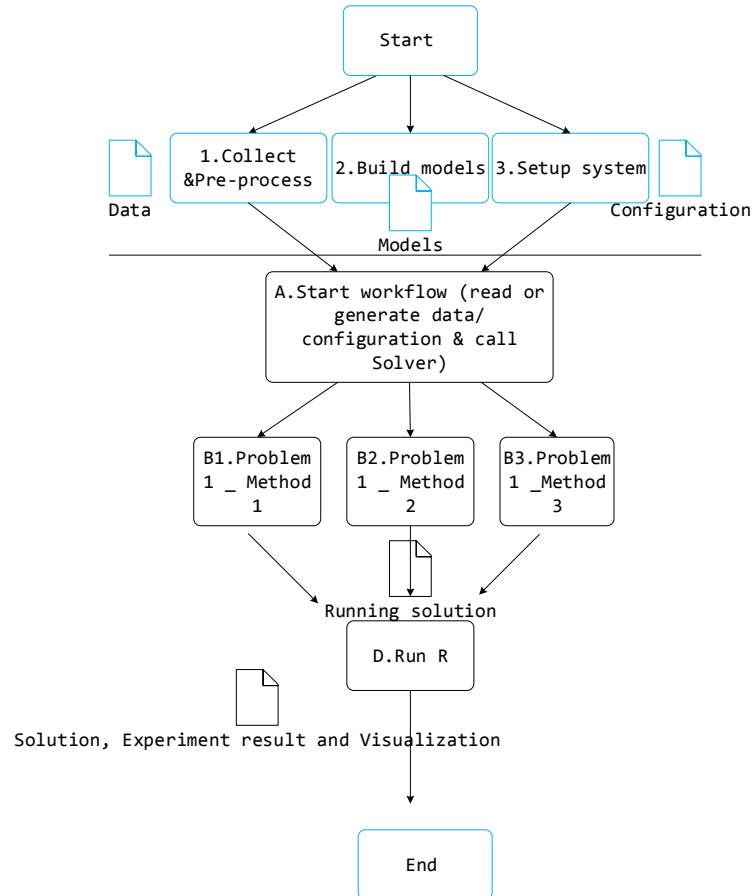 Start
1.Collect
&Pre-process
2.Build models
3.Setup system
Data
Models
Configuration
A.Start workflow (read or
generate data/
configuration & call
Solver)
B1.Problem
1 _ Method
1
B2.Problem
1 _ Method
2
B3.Problem
1 _Method
3
Running solution
D.Run R
Solution, Experiment result and Visualization
End